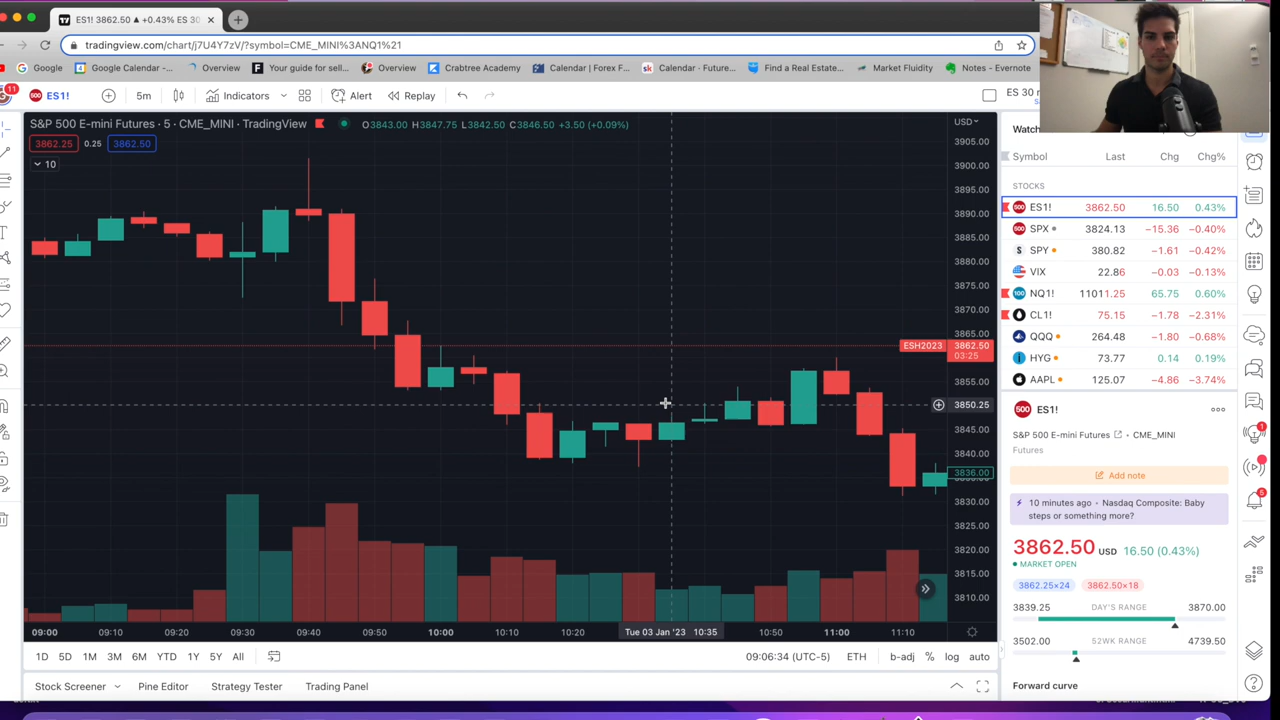 ES1! 3862.50 ▲ +0.43% ES 30
tradingview.com/chart/j7U4Y7zV/?symbol=CME_MINI%3ANQ1%21
Google
Google Calendar -...
Overview
Your guide for sell...
Overview
Crabtree Academy
Calendar | Forex F...
Calendar - Future...
Find a Real Estate...
Market Fluidity
Notes - Evernote
11
ES1!
5m
Indicators
Alert
Replay
ES 30 m
S&P 500 E-mini Futures · 5 · CME_MINI · TradingView
O3843.00 H3847.75 L3842.50 C3846.50 +3.50 (+0.09%)
USD
3862.25
0.25
3862.50
10
3905.00
3900.00
3895.00
3890.00
3885.00
3880.00
3875.00
3870.00
3865.00
ESH2023
3862.50
03:25
3855.00
3850.25
3845.00
3840.00
3836.00
3830.00
3825.00
3820.00
3815.00
3810.00
09:00
09:10
09:20
09:30
09:40
09:50
10:00
10:10
10:20
Tue 03 Jan '23 10:35
10:50
11:00
11:10
1D
5D
1M
3M
6M
YTD
1Y
5Y
All
09:06:34 (UTC-5)
ETH
b-adj
%
log
auto
Stock Screener
Pine Editor
Strategy Tester
Trading Panel
Symbol Last Chg Chg%
STOCKS
ES1! 3862.50 16.50 0.43%
SPX 3824.13 −15.36 −0.40%
SPY 380.82 −1.61 −0.42%
VIX 22.86 −0.03 −0.13%
NQ1! 11011.25 65.75 0.60%
CL1! 75.15 −1.78 −2.31%
QQQ 264.48 −1.80 −0.68%
HYG 73.77 0.14 0.19%
AAPL 125.07 −4.86 −3.74%
500
ES1!
S&P 500 E-mini Futures
CME_MINI
Futures
Add note
10 minutes ago • Nasdaq Composite: Baby
steps or something more?
3862.50 USD 16.50 (0.43%)
MARKET OPEN
3862.25×24
3862.50×18
3839.25 DAY'S RANGE 3870.00
3502.00 52WK RANGE 4739.50
Forward curve
1
5